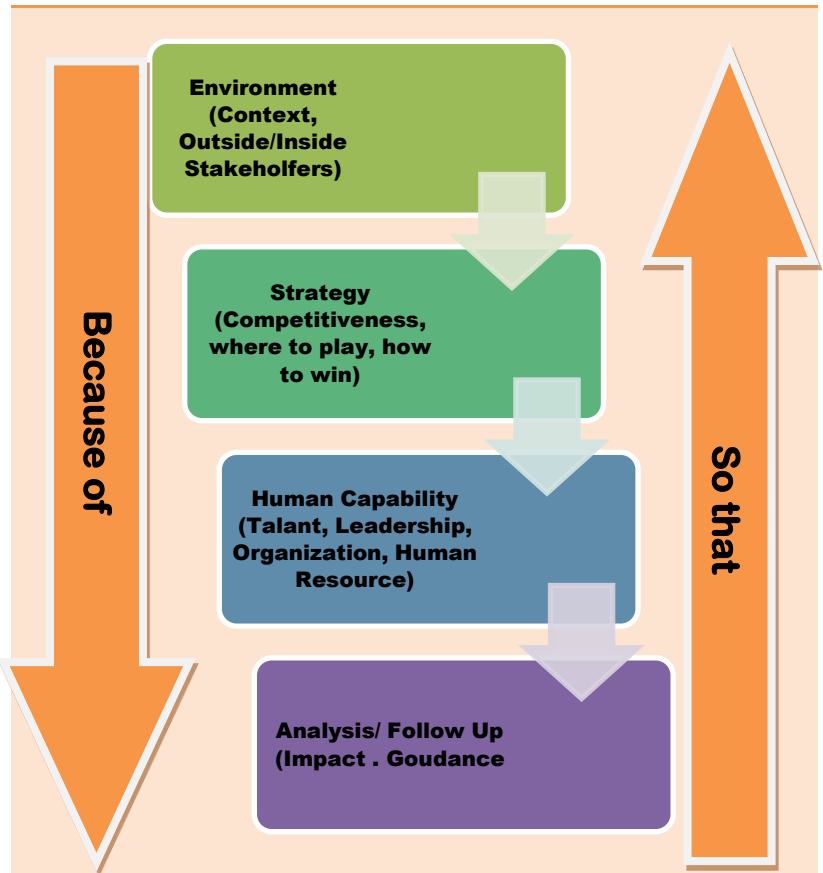 Environment
(Context,
Outside/Inside
Stakeholfers)
Strategy
(Competitiveness,
where to play, how
to win)
Human Capability
(Talant, Leadership,
Organization, Human
Resource)
Analysis/ Follow Up
(Impact . Goudance
Because of
So that